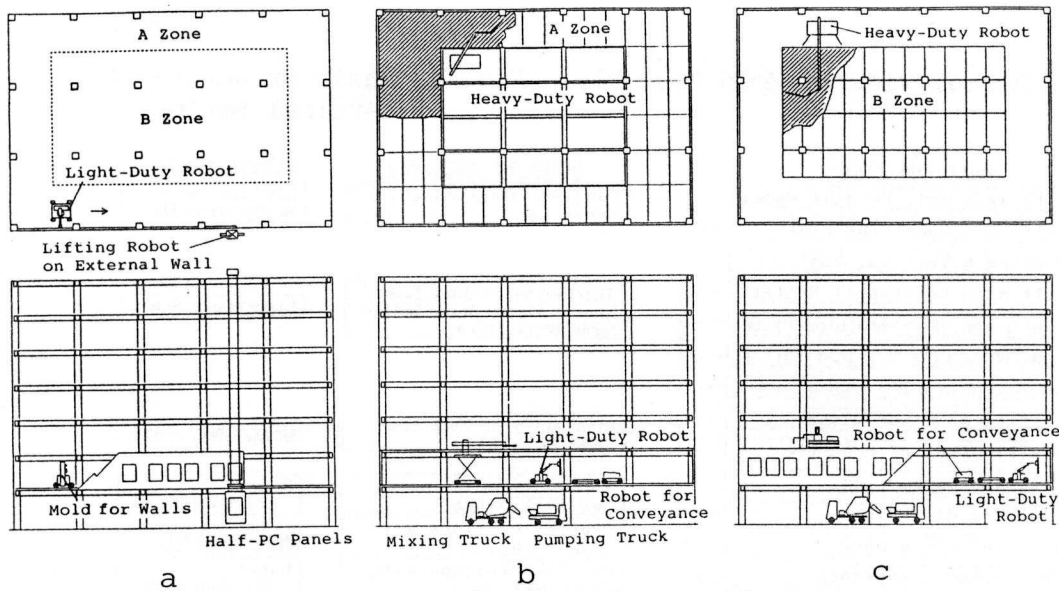 A Zone
B Zone
Light-Duty Robot
Lifting Robot
on External Wall
Mold for Walls
Half-PC Panels
a
A Zone
Heavy-Duty Robot
Light-Duty Robot
Robot for
Conveyance
Mixing Truck
Pumping Truck
b
Heavy-Duty Robot
B Zone
Robot for Conveyance
Light-Duty
Robot
c